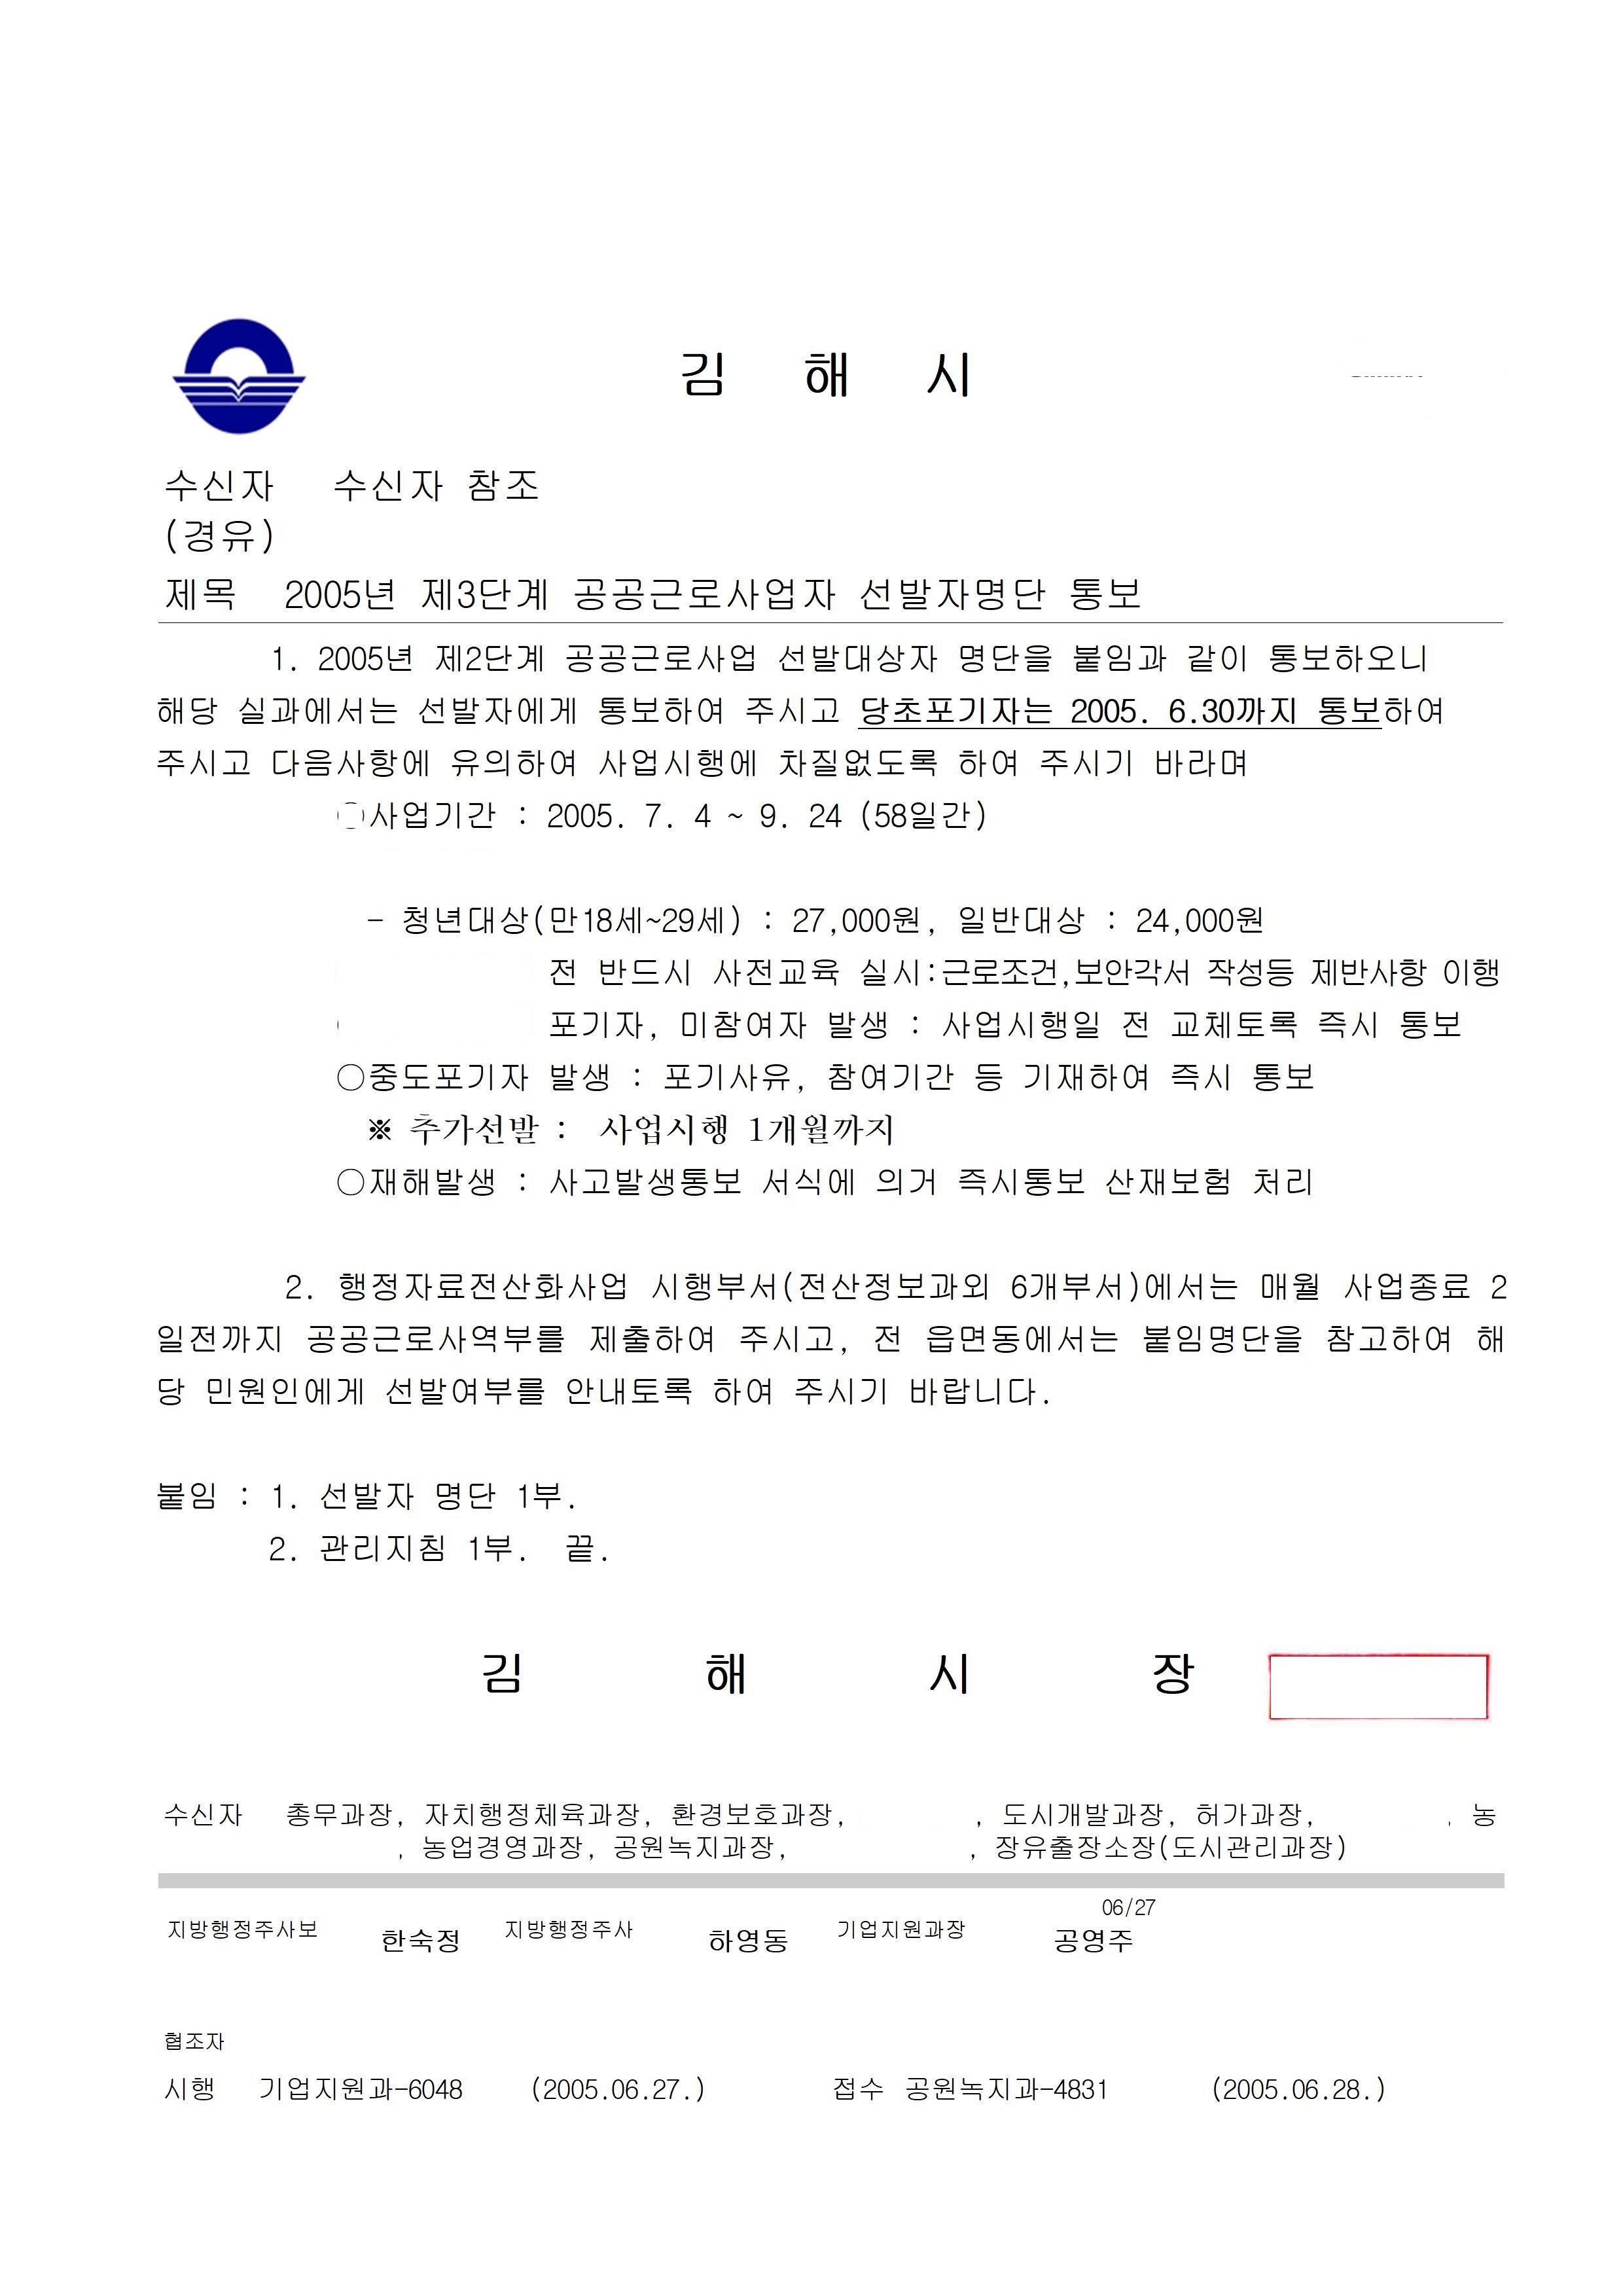 김 해 시
수신자 수신자 참조
(경유)
제목 2005년 제3단계 공공근로사업자 선발자명단 통보
1. 2005년 제2단계 공공근로사업 선발대상자 명단을 붙임과 같이 통보하오니
해당 실과에서는 선발자에게 통보하여 주시고 당초포기자는 2005. 6.30까지 통보하여
주시고 다음사항에 유의하여 사업시행에 차질없도록 하여 주시기 바라며
○사업기간 : 2005. 7. 4 ~ 9. 24 (58일간)
- 청년대상(만18세~29세) : 27,000원, 일반대상 : 24,000원
전 반드시 사전교육 실시:근로조건,보안각서 작성등 제반사항 이행
포기자, 미참여자 발생 : 사업시행일 전 교체토록 즉시 통보
○중도포기자 발생 : 포기사유, 참여기간 등 기재하여 즉시 통보
※ 추가선발 : 사업시행 1개월까지
○재해발생 : 사고발생통보 서식에 의거 즉시통보 산재보험 처리
2. 행정자료전산화사업 시행부서(전산정보과외 6개부서)에서는 매월 사업종료 2
일전까지 공공근로사역부를 제출하여 주시고, 전 읍면동에서는 붙임명단을 참고하여 해
당 민원인에게 선발여부를 안내토록 하여 주시기 바랍니다.
붙임 : 1. 선발자 명단 1부.
2. 관리지침 1부. 끝.
김 해 시 장
수신자 총무과장, 자치행정체육과장, 환경보호과장, , 도시개발과장, 허가과장, , 농
, 농업경영과장, 공원녹지과장, , 장유출장소장(도시관리과장)
06/27
지방행정주사보 한숙정 지방행정주사 하영동 기업지원과장 공영주
협조자
시행 기업지원과-6048 (2005.06.27.) 접수 공원녹지과-4831 (2005.06.28.)